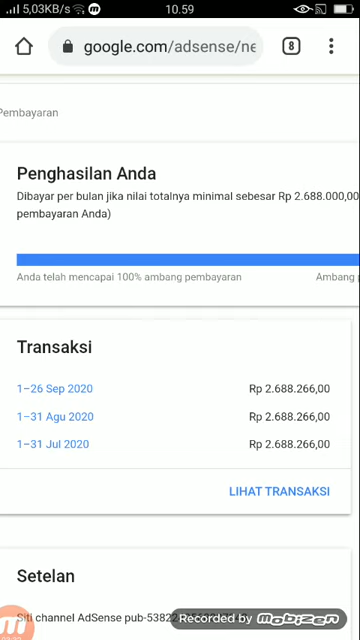 5,03KB/s
10.59
google.com/adsense/ne
8
Pembayaran
Penghasilan Anda
Dibayar per bulan jika nilai totalnya minimal sebesar Rp 2.688.000,00
pembayaran Anda)
Anda telah mencapai 100% ambang pembayaran
Ambang
Transaksi
1–26 Sep 2020 Rp 2.688.266,00
1–31 Agu 2020 Rp 2.688.266,00
1–31 Jul 2020 Rp 2.688.266,00
LIHAT TRANSAKSI
Setelan
Siti channel AdSense pub-53822
Recorded by Mobizen